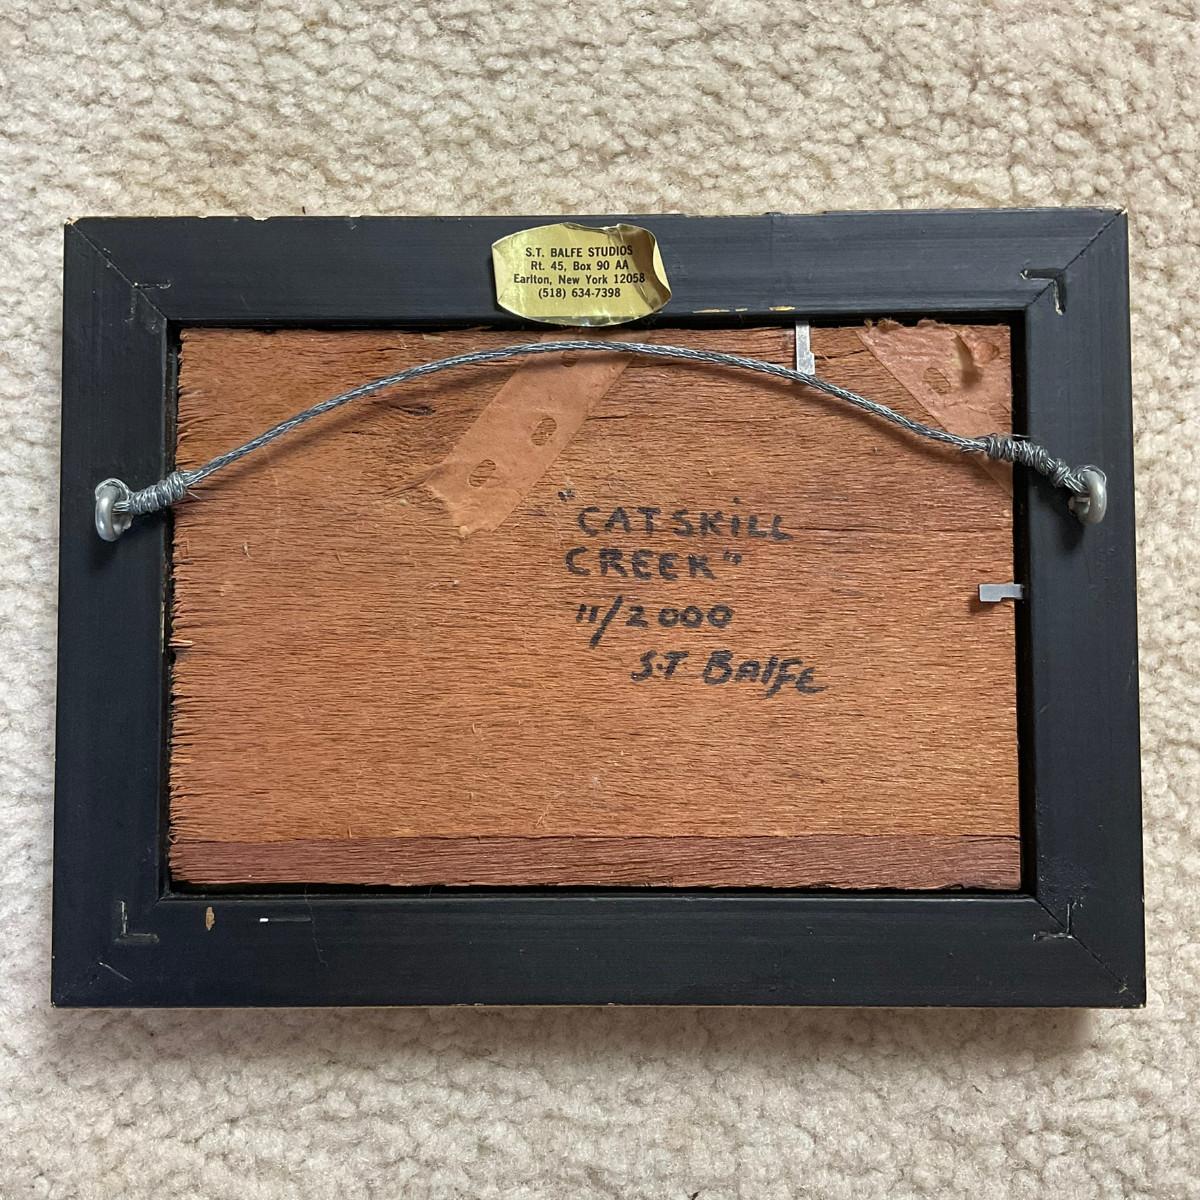 S.T. BALFE STUDIOS
Rt. 45, Box 90 AA
Earlton, New York 12058
(518) 634-7398
"CATSKILL
CREEK"
11/2000
S.T BALFE